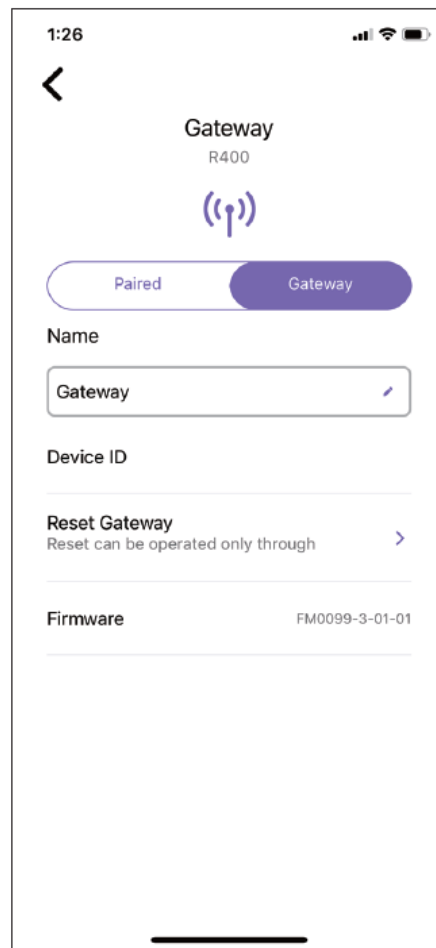 1:26
Gateway
R400
Paired
Gateway
Name
Gateway
Device ID
Reset Gateway
Reset can be operated only through
Firmware
FM0099-3-01-01